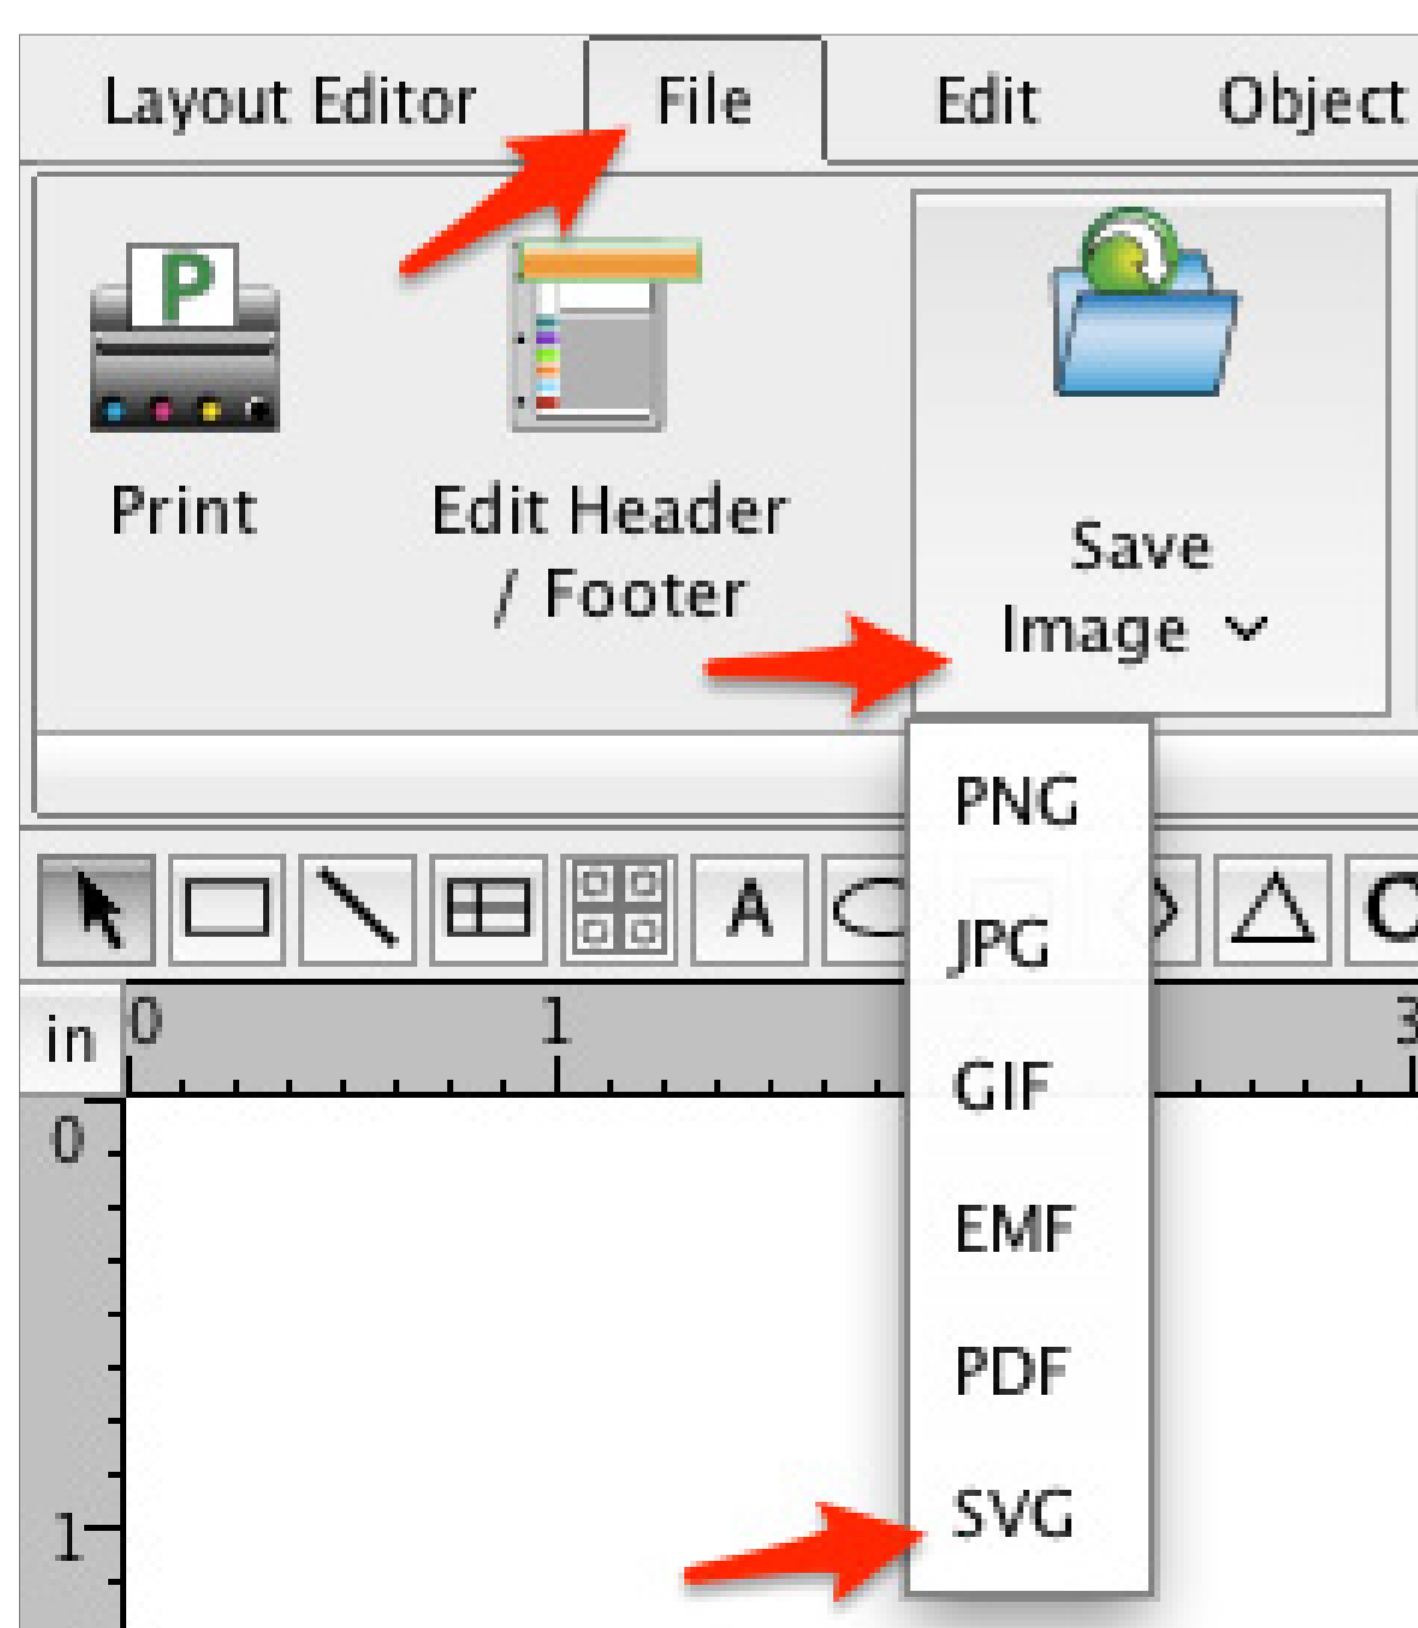 Layout Editor File Edit Object
P
Print
Edit Header
/ Footer
Save
Image
PNG
JPG
GIF
EMF
PDF
SVG
A
in 0 1 3
0
1